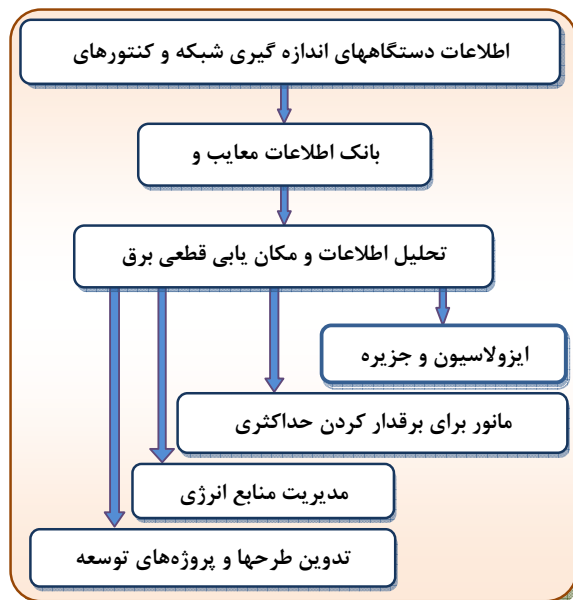 اطلاعات دستگاههای اندازه گیری شبکه و کنتورهای
بانک اطلاعات معایب و
تحلیل اطلاعات و مکان یابی قطعی برق
ایزولاسیون و جزیره
مانور برای برقدار کردن حداکثری
مدیریت منابع انرژی
تدوین طرحها و پروژه‌های توسعه